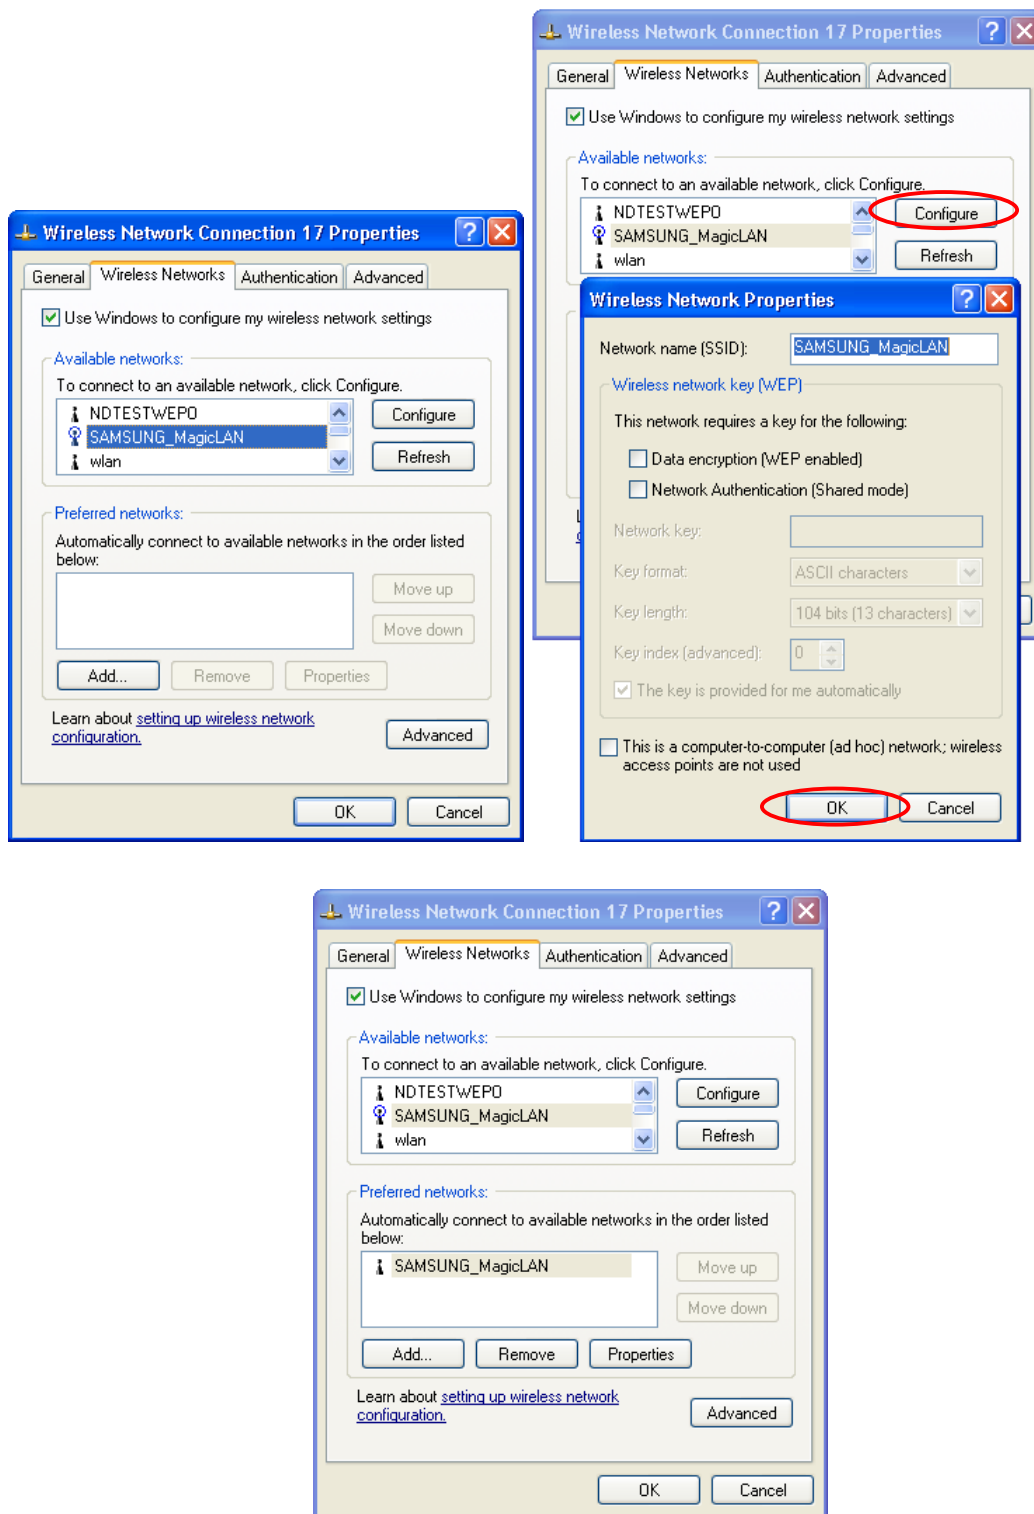 Wireless Network Connection 17 Properties
General Wireless Networks Authentication Advanced
Use Windows to configure my wireless network settings
Available networks:
To connect to an available network, click Configure.
NDTESTWEP0
SAMSUNG_MagicLAN
wlan
Configure
Refresh
Preferred networks:
Automatically connect to available networks in the order listed
below:
Move up
Move down
Add... Remove Properties
Learn about setting up wireless network
configuration.
Advanced
OK Cancel
Wireless Network Connection 17 Properties
General Wireless Networks Authentication Advanced
Use Windows to configure my wireless network settings
Available networks:
To connect to an available network, click Configure.
NDTESTWEP0
SAMSUNG_MagicLAN
wlan
Configure
Refresh
Wireless Network Properties
Network name (SSID): SAMSUNG_MagicLAN
Wireless network key (WEP)
This network requires a key for the following:
Data encryption (WEP enabled)
Network Authentication (Shared mode)
Network key:
Key format: ASCII characters
Key length: 104 bits (13 characters)
Key index (advanced): 0
The key is provided for me automatically
This is a computer-to-computer (ad hoc) network; wireless
access points are not used
OK Cancel
Wireless Network Connection 17 Properties
General Wireless Networks Authentication Advanced
Use Windows to configure my wireless network settings
Available networks:
To connect to an available network, click Configure.
NDTESTWEP0
SAMSUNG_MagicLAN
wlan
Configure
Refresh
Preferred networks:
Automatically connect to available networks in the order listed
below:
SAMSUNG_MagicLAN
Move up
Move down
Add... Remove Properties
Learn about setting up wireless network
configuration.
Advanced
OK Cancel